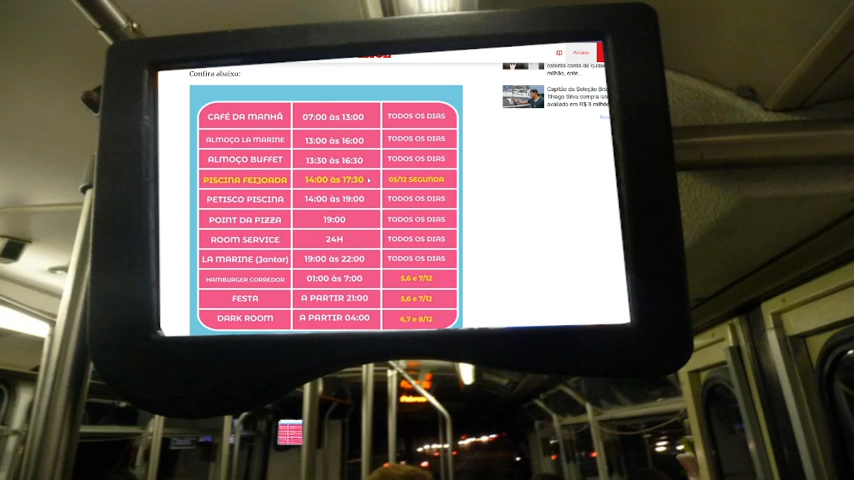 Confira abaixo:
CAFÉ DA MANHÃ 07:00 às 13:00 TODOS OS DIAS
ALMOÇO LA MARINE 13:00 às 16:00 TODOS OS DIAS
ALMOÇO BUFFET 13:30 às 16:30 TODOS OS DIAS
PISCINA FEIJOADA 14:00 às 17:30 05/12 SEGUNDA
PETISCO PISCINA 14:00 às 19:00 TODOS OS DIAS
POINT DA PIZZA 19:00 TODOS OS DIAS
ROOM SERVICE 24H TODOS OS DIAS
LA MARINE (Jantar) 19:00 às 22:00 TODOS OS DIAS
HAMBURGER CORREDOR 01:00 às 7:00 5,6 e 7/12
FESTA A PARTIR 21:00 5,6 e 7/12
DARK ROOM A PARTIR 04:00 6,7 e 8/12
Assine
ostenta conta de quase
milhão, ente...
Capitão da Seleção
Thiago Silva compra
avaliado em R$ 9